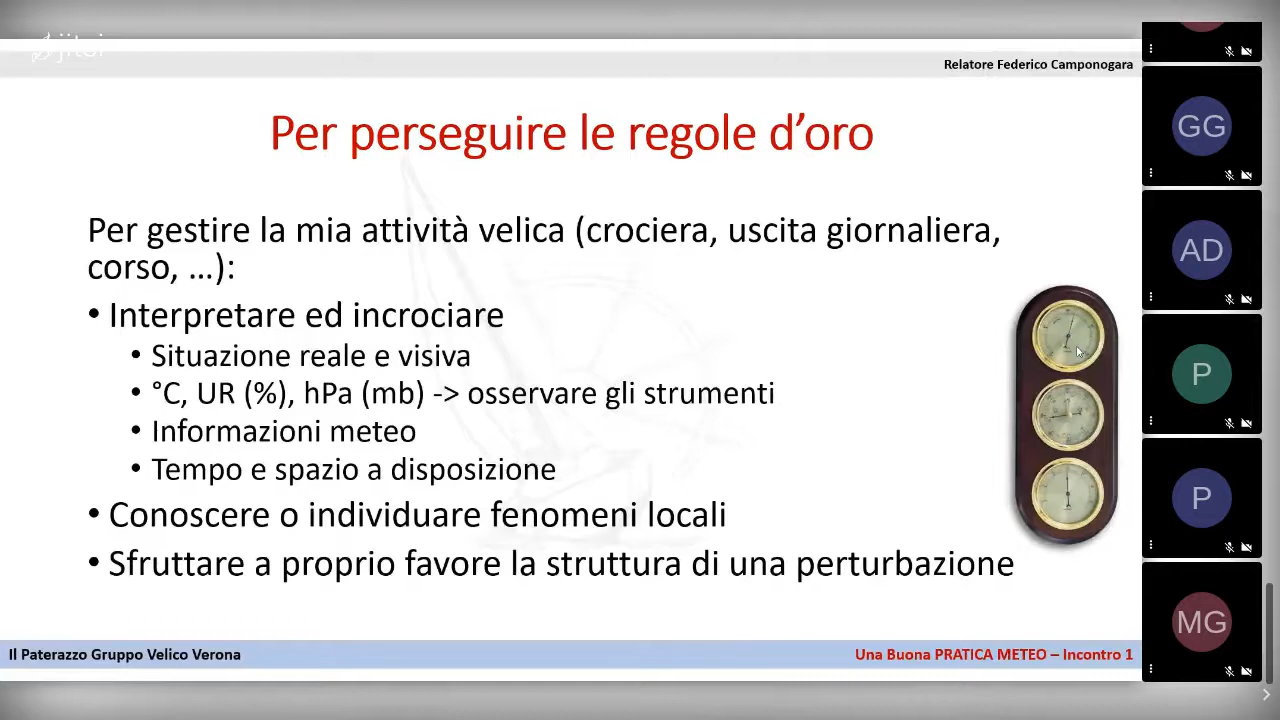 jitsi
Relatore Federico Camponogara
Per perseguire le regole d’oro
Per gestire la mia attività velica (crociera, uscita giornaliera,
corso, …):
• Interpretare ed incrociare
• Situazione reale e visiva
• °C, UR (%), hPa (mb) -> osservare gli strumenti
• Informazioni meteo
• Tempo e spazio a disposizione
• Conoscere o individuare fenomeni locali
• Sfruttare a proprio favore la struttura di una perturbazione
Il Paterazzo Gruppo Velico Verona
Una Buona PRATICA METEO – Incontro 1
GG
AD
P
P
MG